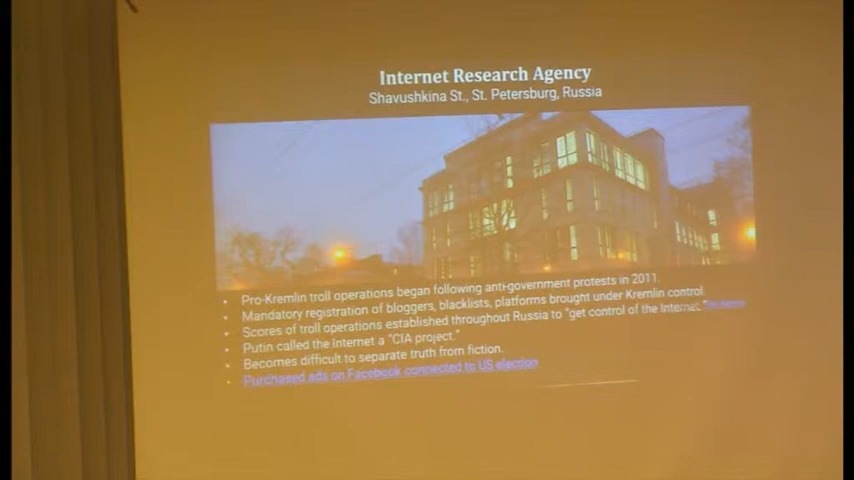 Internet Research Agency
Shavushkina St., St. Petersburg, Russia
• Pro-Kremlin troll operations began following anti-government protests in 2011.
• Mandatory registration of bloggers, blacklists, platforms brought under Kremlin control.
• Scores of troll operations established throughout Russia to "get control of the Internet."
• Putin called the Internet a "CIA project."
• Becomes difficult to separate truth from fiction.
• Purchased ads on Facebook connected to US election